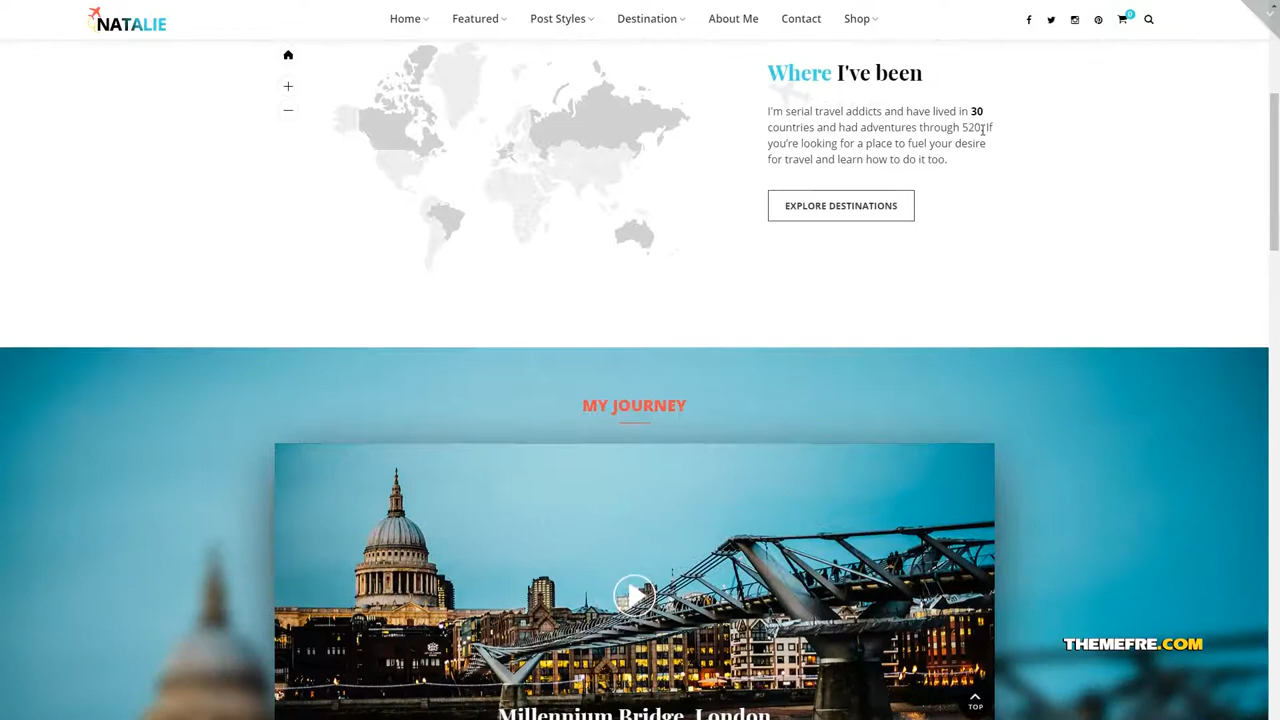 NATALIE
Home Featured Post Styles Destination About Me Contact Shop
0
Where I've been
I'm serial travel addicts and have lived in 30
countries and had adventures through 520. If
you're looking for a place to fuel your desire
for travel and learn how to do it too.
EXPLORE DESTINATIONS
MY JOURNEY
THEMEFRE.COM
TOP
Millennium Bridge, London